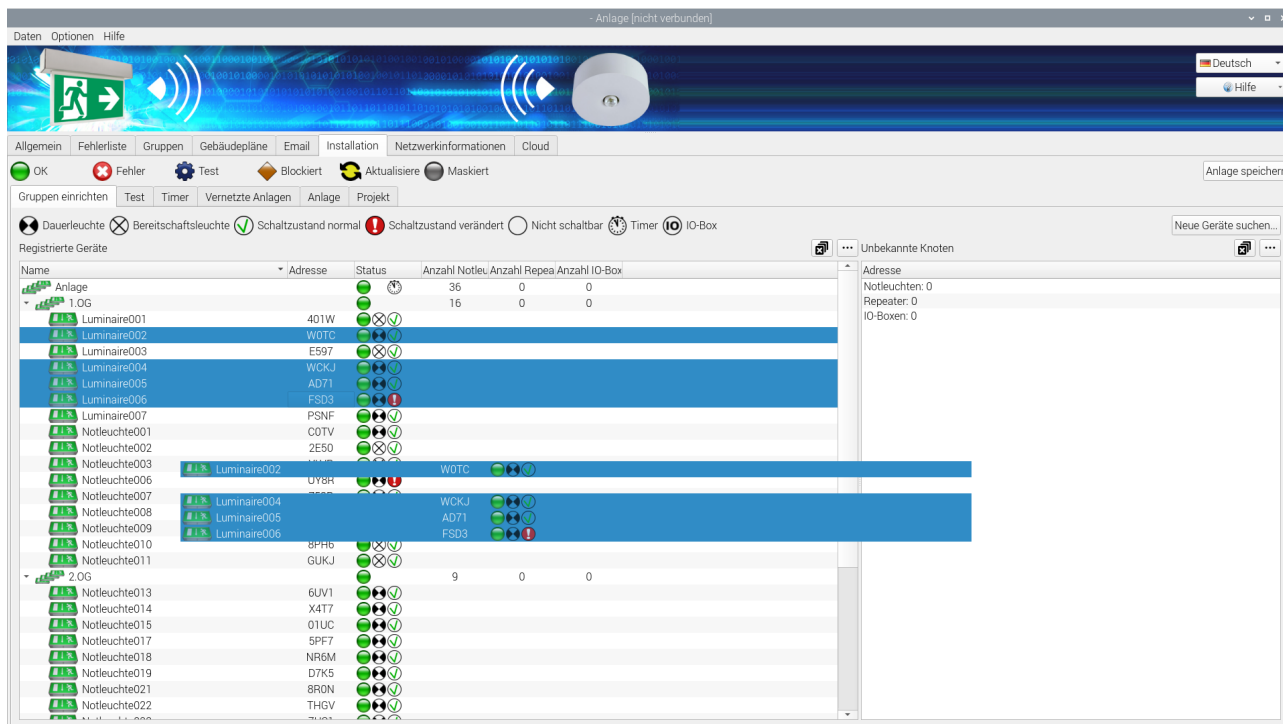 - Anlage [nicht verbunden]
Daten Optionen Hilfe
Deutsch
Hilfe
Allgemein Fehlerliste Gruppen Gebäudepläne Email Installation Netzwerkinformationen Cloud
OK Fehler Test Blockiert Aktualisiere Maskiert Anlage speichern
Gruppen einrichten Test Timer Vernetzte Anlagen Anlage Projekt
Dauerleuchte Bereitschaftsleuchte Schaltzustand normal Schaltzustand verändert Nicht schaltbar Timer IO IO-Box Neue Geräte suchen...
Registrierte Geräte ... Unbekannte Knoten ...
Name Adresse Status Anzahl Notleu Anzahl Repea Anzahl IO-Box Adresse
Anlage 36 0 0 Notleuchten: 0
1.OG 16 0 0 Repeater: 0
Luminaire001 401W IO-Boxen: 0
Luminaire002 W0TC
Luminaire003 E597
Luminaire004 WCKJ
Luminaire005 AD71
Luminaire006 FSD3
Luminaire007 PSNF
Notleuchte001 C0TV
Notleuchte002 2E50
Notleuchte003
Luminaire002 W0TC
Notleuchte006 UY8R
Notleuchte007
Luminaire004 WCKJ
Notleuchte008
Luminaire005 AD71
Notleuchte009
Luminaire006 FSD3
Notleuchte010 8PH6
Notleuchte011 GUKJ
2.OG 9 0 0
Notleuchte013 6UV1
Notleuchte014 X4T7
Notleuchte015 01UC
Notleuchte017 5PF7
Notleuchte018 NR6M
Notleuchte019 D7K5
Notleuchte021 8R0N
Notleuchte022 THGV